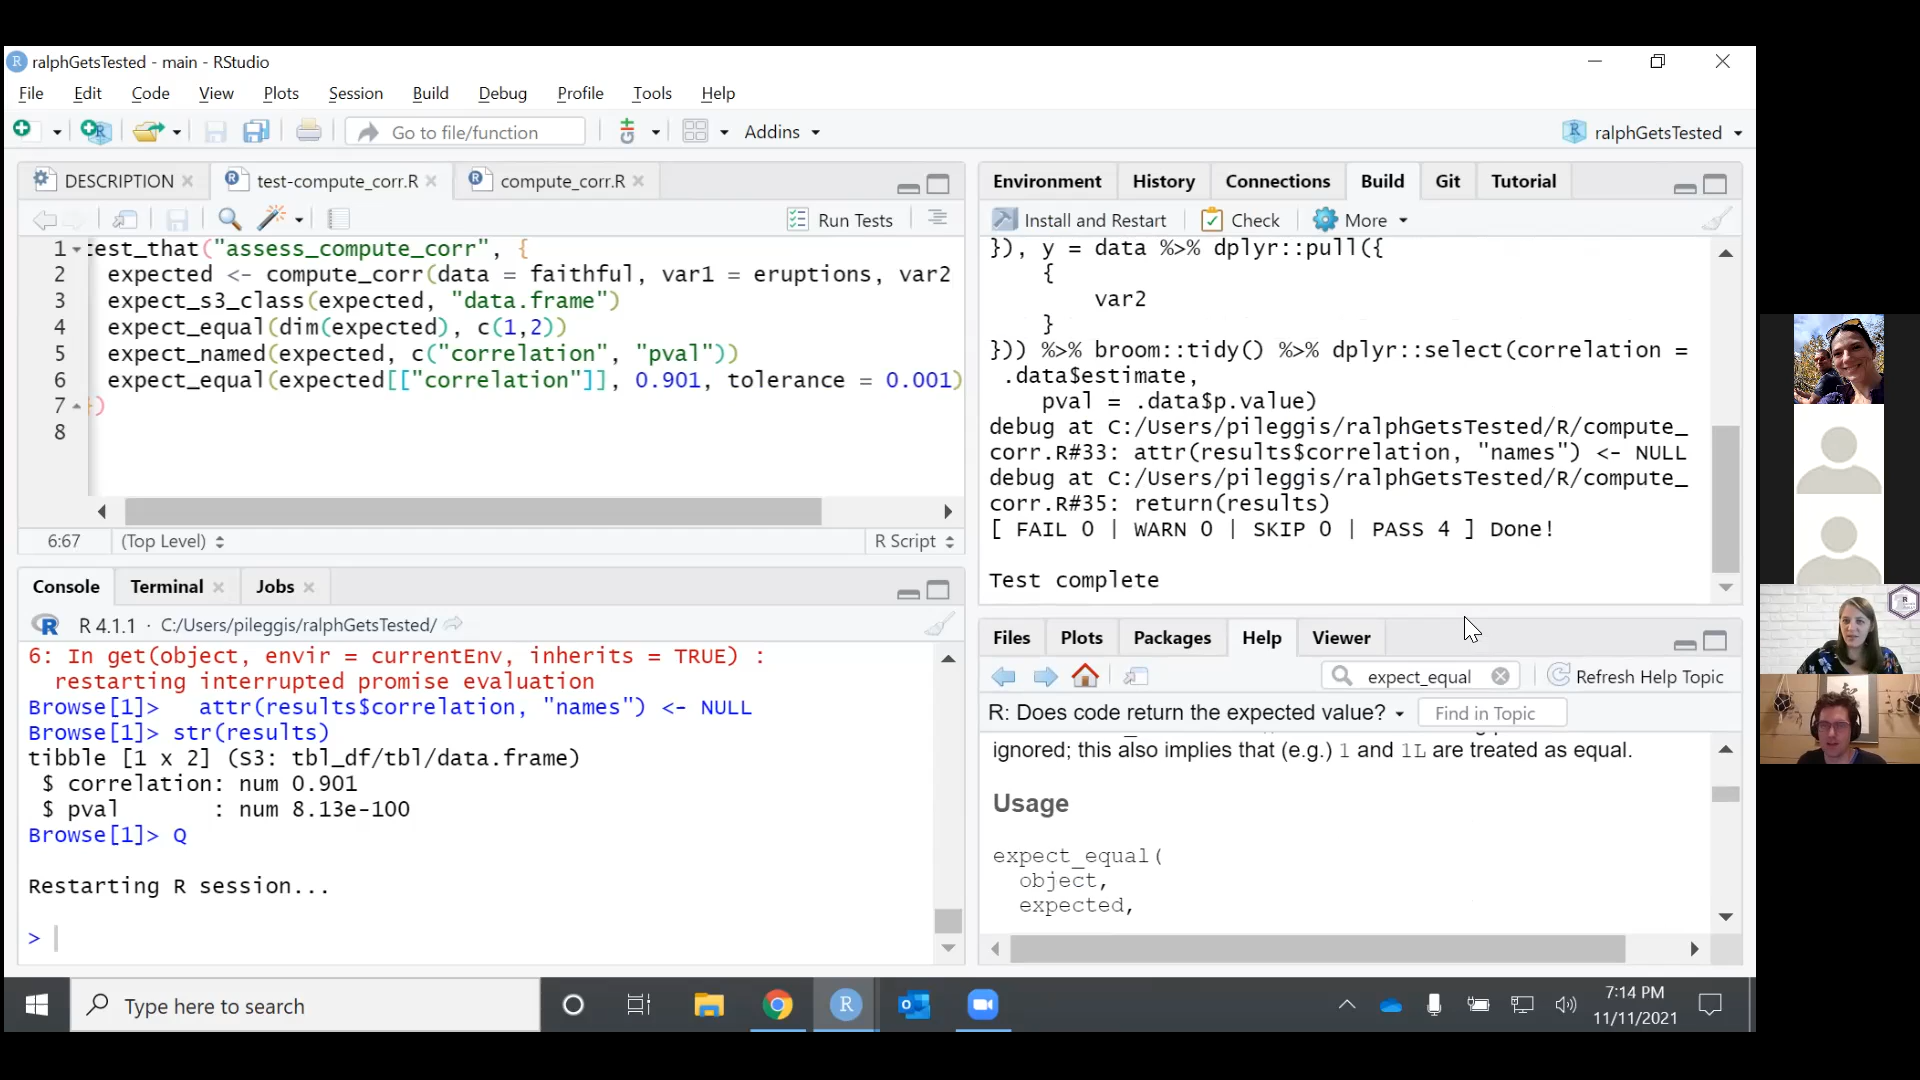 ralphGetsTested - main - RStudio
File Edit Code View Plots Session Build Debug Profile Tools Help
Go to file/function Addins ralphGetsTested
DESCRIPTION test-compute_corr.R compute_corr.R
Run Tests
1 test_that("assess_compute_corr", {
2 expected <- compute_corr(data = faithful, var1 = eruptions, var2
3 expect_s3_class(expected, "data.frame")
4 expect_equal(dim(expected), c(1,2))
5 expect_named(expected, c("correlation", "pval"))
6 expect_equal(expected[["correlation"]], 0.901, tolerance = 0.001)
7 })
8
6:67 (Top Level) R Script
Console Terminal Jobs
R 4.1.1 · C:/Users/pileggis/ralphGetsTested/
6: In get(object, envir = currentEnv, inherits = TRUE) :
restarting interrupted promise evaluation
Browse[1]> attr(results$correlation, "names") <- NULL
Browse[1]> str(results)
tibble [1 x 2] (S3: tbl_df/tbl/data.frame)
$ correlation: num 0.901
$ pval : num 8.13e-100
Browse[1]> Q
Restarting R session...
>
Environment History Connections Build Git Tutorial
Install and Restart Check More
}), y = data %>% dplyr::pull({
{
var2
}
})) %>% broom::tidy() %>% dplyr::select(correlation =
.data$estimate,
pval = .data$p.value)
debug at C:/Users/pileggis/ralphGetsTested/R/compute_
corr.R#33: attr(results$correlation, "names") <- NULL
debug at C:/Users/pileggis/ralphGetsTested/R/compute_
corr.R#35: return(results)
[ FAIL 0 | WARN 0 | SKIP 0 | PASS 4 ] Done!
Test complete
Files Plots Packages Help Viewer
expect_equal Refresh Help Topic
R: Does code return the expected value? Find in Topic
ignored; this also implies that (e.g.) 1 and 1L are treated as equal.
Usage
expect_equal(
object,
expected,
Type here to search
7:14 PM
11/11/2021